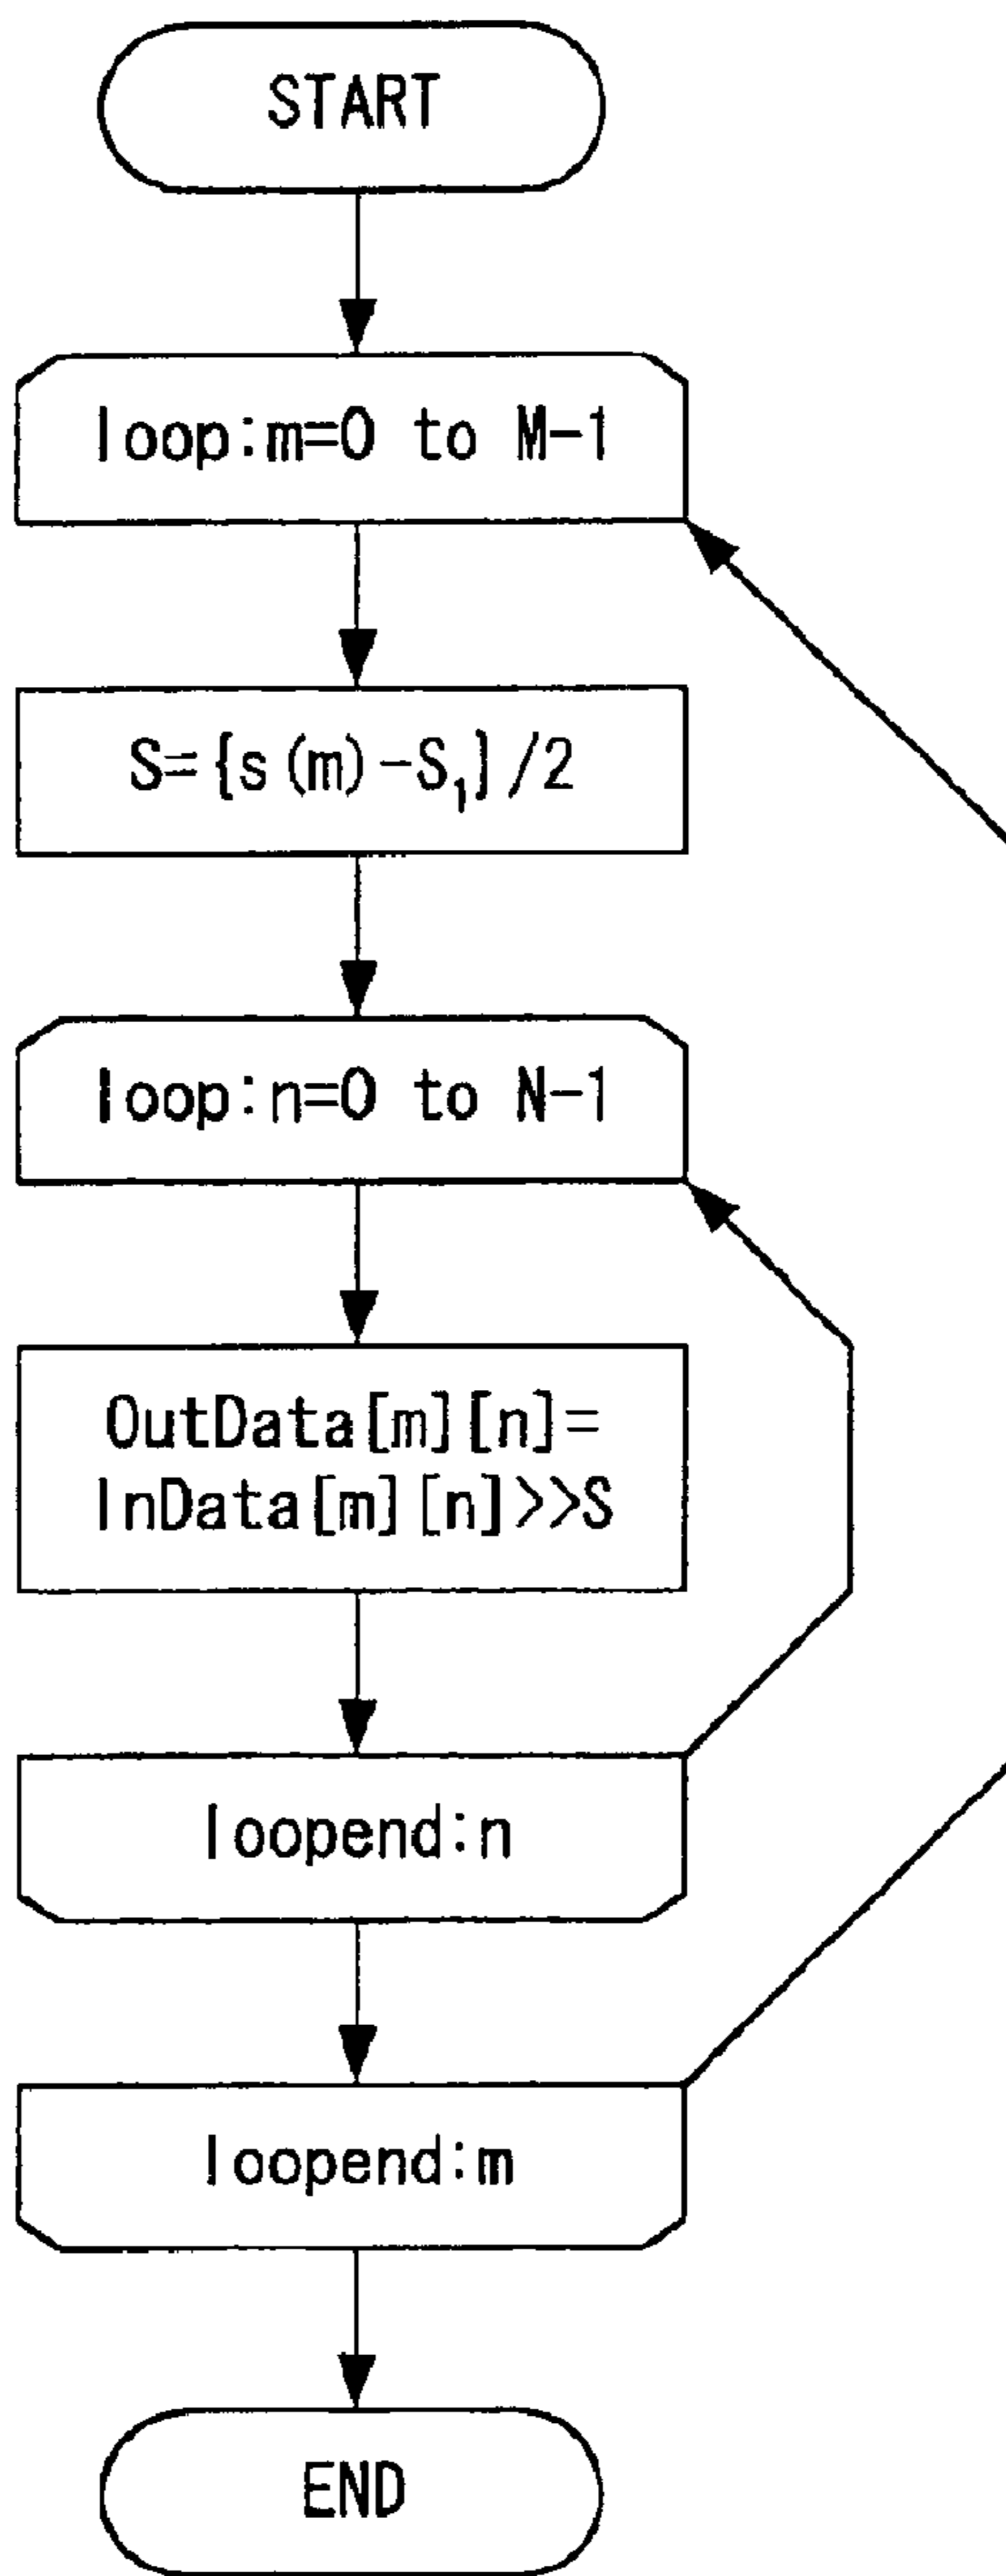 START
loop:m=0 to M-1
S={s(m)-S₁}/2
loop:n=0 to N-1
OutData[m][n]=
InData[m][n]>>S
loopend:n
loopend:m
END